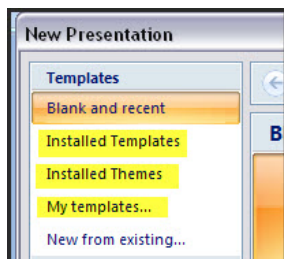 New Presentation
Templates
Blank and recent
Installed Templates
Installed Themes
My templates...
New from existing...
B